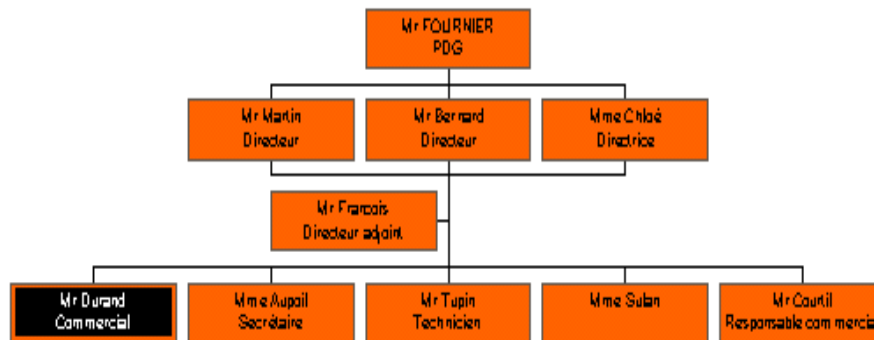 Mr FOURNIER
PDG
Mr Martin
Directeur
Mr Bernard
Directeur
Mme Chloé
Directrice
Mr Francois
Directeur adjoint
Mr Durand
Commercial
Mme Aupail
Secrétaire
Mr Tupin
Technicien
Mme Sulan
Mr Courtil
Responsable commercial